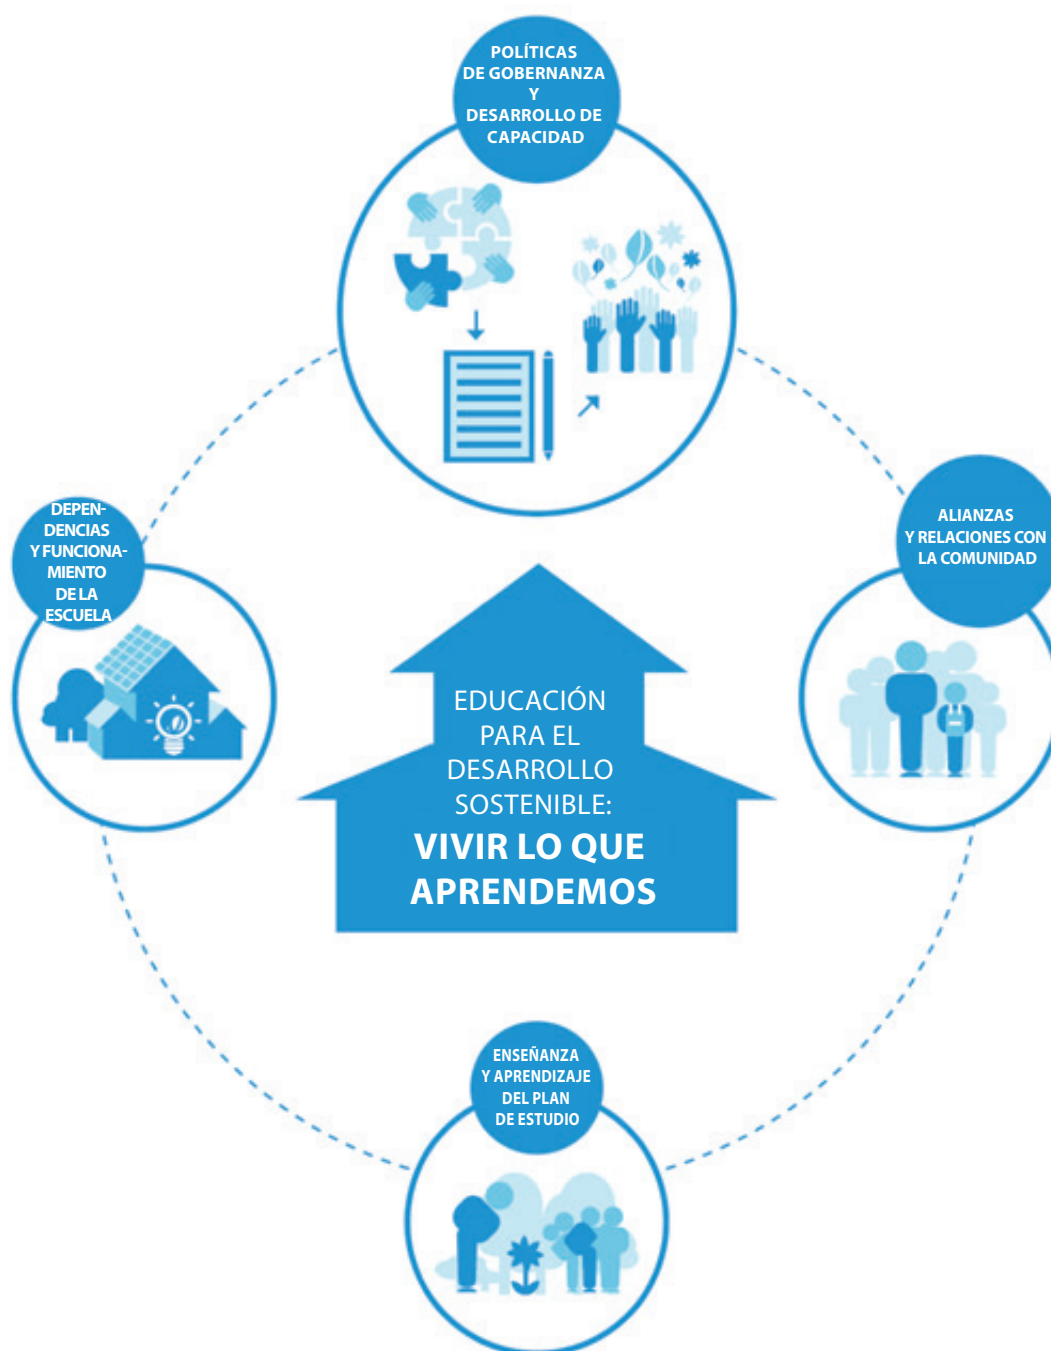 POLÍTICAS
DE GOBERNANZA
Y
DESARROLLO DE
CAPACIDAD
DEPEN-
DENCIAS
Y FUNCIONA-
MIENTO
DE LA
ESCUELA
ALIANZAS
Y RELACIONES CON
LA COMUNIDAD
EDUCACIÓN
PARA EL
DESARROLLO
SOSTENIBLE:
VIVIR LO QUE
APRENDEMOS
ENSEÑANZA
Y APRENDIZAJE
DEL PLAN
DE ESTUDIO